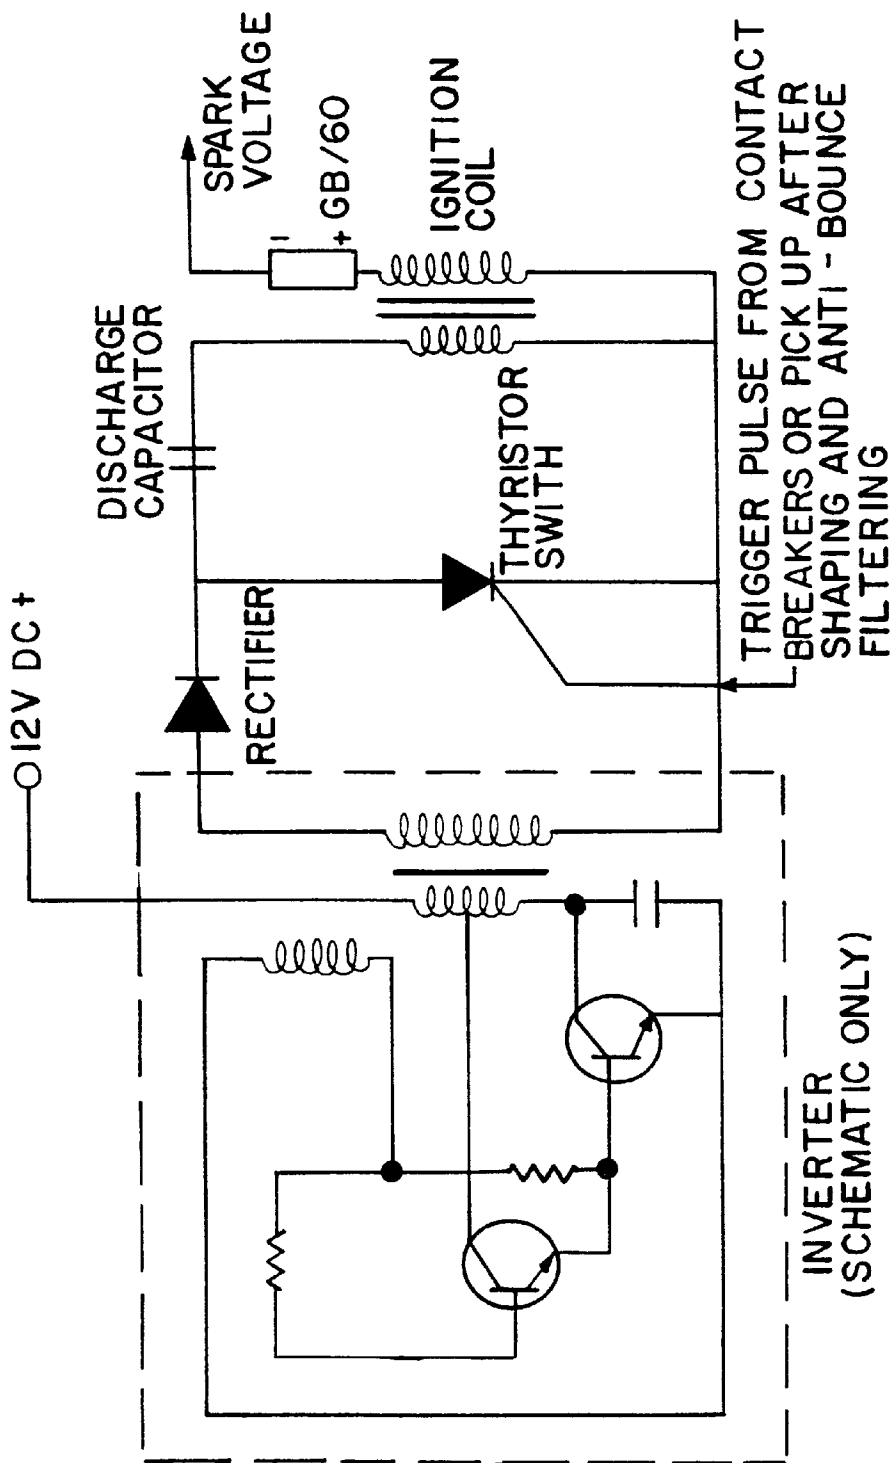 12V DC +
DISCHARGE
CAPACITOR
SPARK
VOLTAGE
-
+ GB/60
RECTIFIER
IGNITION
COIL
THYRISTOR
SWITH
TRIGGER PULSE FROM CONTACT
BREAKERS OR PICK UP AFTER
SHAPING AND ANTI - BOUNCE
FILTERING
INVERTER
(SCHEMATIC ONLY)